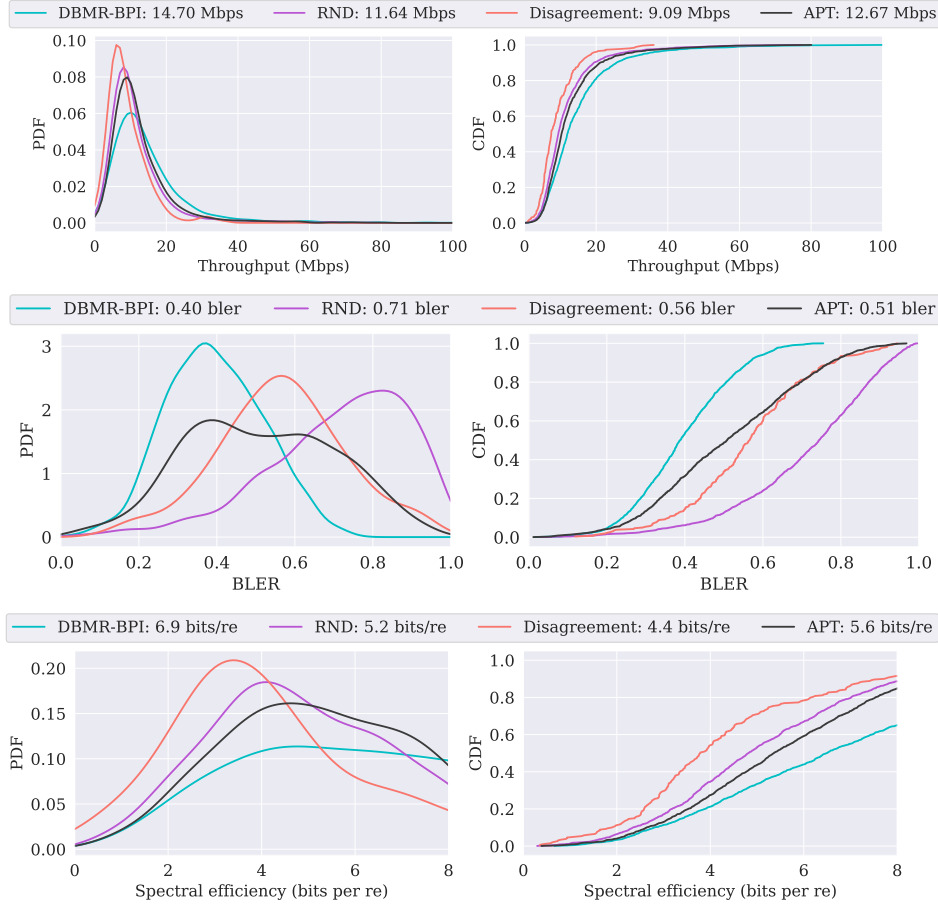 DBMR-BPI: 14.70 Mbps RND: 11.64 Mbps Disagreement: 9.09 Mbps APT: 12.67 Mbps
PDF
0.10
0.08
0.06
0.04
0.02
0.00
0 20 40 60 80 100
Throughput (Mbps)
CDF
1.0
0.8
0.6
0.4
0.2
0.0
0 20 40 60 80 100
Throughput (Mbps)
DBMR-BPI: 0.40 bler RND: 0.71 bler Disagreement: 0.56 bler APT: 0.51 bler
PDF
3
2
1
0
0.0 0.2 0.4 0.6 0.8 1.0
BLER
CDF
1.0
0.8
0.6
0.4
0.2
0.0
0.0 0.2 0.4 0.6 0.8 1.0
BLER
DBMR-BPI: 6.9 bits/re RND: 5.2 bits/re Disagreement: 4.4 bits/re APT: 5.6 bits/re
PDF
0.20
0.15
0.10
0.05
0.00
0 2 4 6 8
Spectral efficiency (bits per re)
CDF
1.0
0.8
0.6
0.4
0.2
0.0
0 2 4 6 8
Spectral efficiency (bits per re)